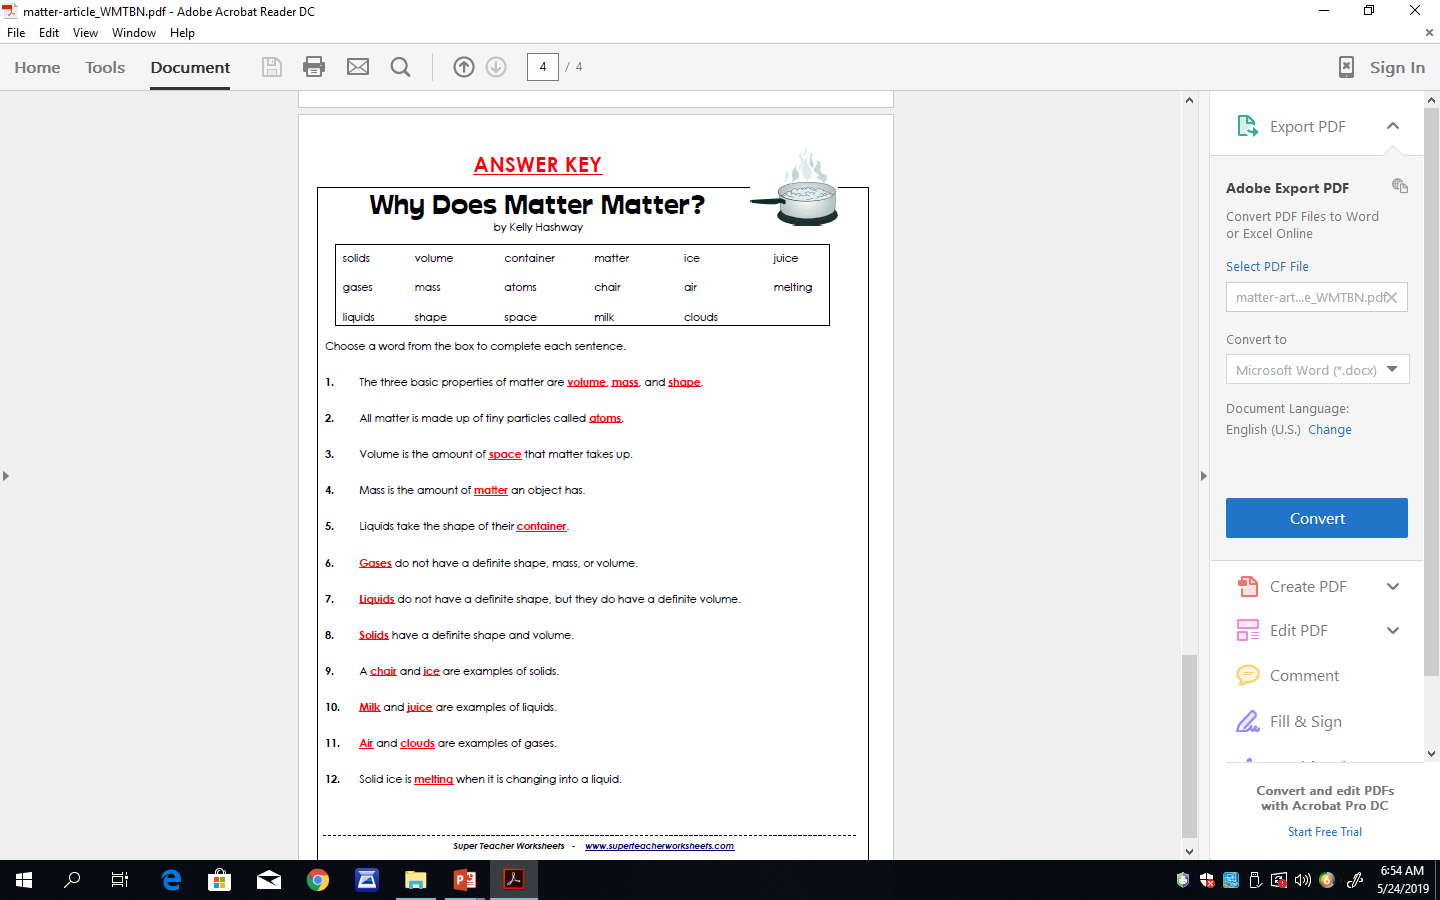 matter-article_WMTBN.pdf - Adobe Acrobat Reader DC
File Edit View Window Help
Home Tools Document 4 / 4 Sign In
ANSWER KEY
Why Does Matter Matter?
by Kelly Hashway
solids volume container matter ice juice
gases mass atoms chair air melting
liquids shape space milk clouds
Choose a word from the box to complete each sentence.
1. The three basic properties of matter are volume, mass, and shape.
2. All matter is made up of tiny particles called atoms.
3. Volume is the amount of space that matter takes up.
4. Mass is the amount of matter an object has.
5. Liquids take the shape of their container.
6. Gases do not have a definite shape, mass, or volume.
7. Liquids do not have a definite shape, but they do have a definite volume.
8. Solids have a definite shape and volume.
9. A chair and ice are examples of solids.
10. Milk and juice are examples of liquids.
11. Air and clouds are examples of gases.
12. Solid ice is melting when it is changing into a liquid.
Super Teacher Worksheets - www.superteacherworksheets.com
Export PDF
Adobe Export PDF
Convert PDF Files to Word
or Excel Online
Select PDF File
matter-art...e_WMTBN.pdf
Convert to
Microsoft Word (*.docx)
Document Language:
English (U.S.) Change
Convert
Create PDF
Edit PDF
Comment
Fill & Sign
Convert and edit PDFs
with Acrobat Pro DC
Start Free Trial
6:54 AM
5/24/2019